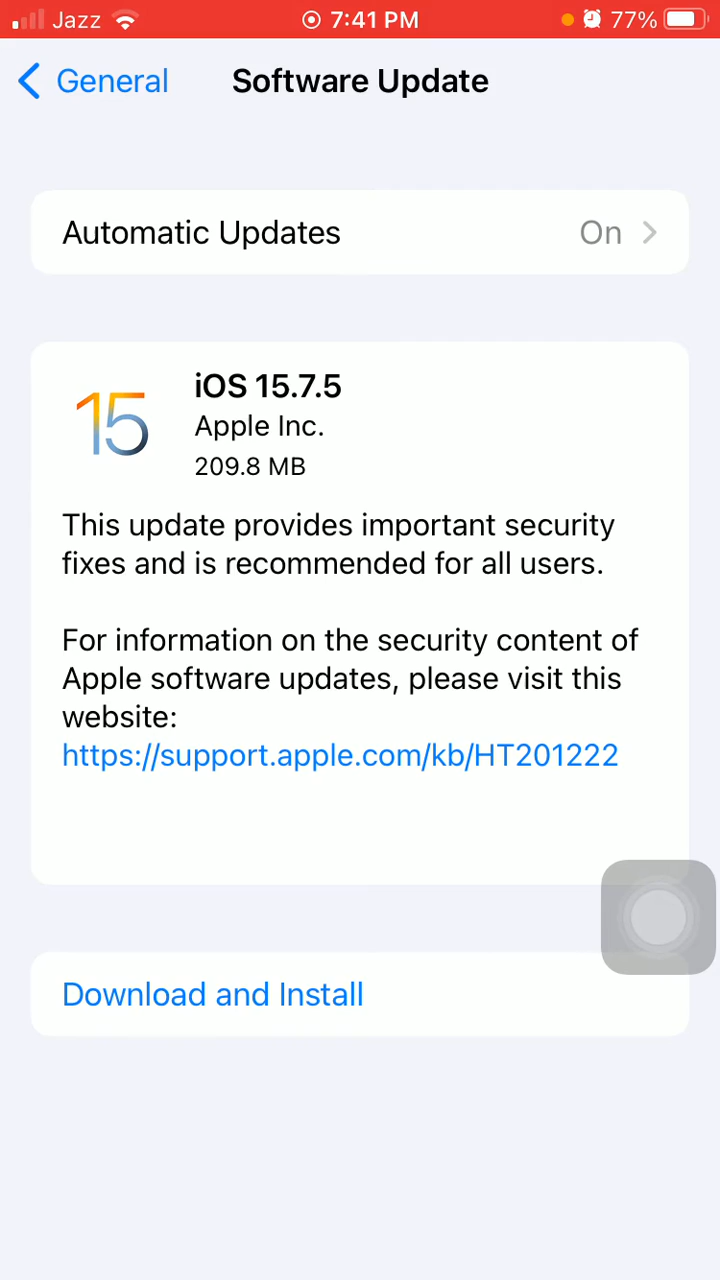 Jazz 7:41 PM 77%
General Software Update
Automatic Updates On
15
iOS 15.7.5
Apple Inc.
209.8 MB
This update provides important security
fixes and is recommended for all users.
For information on the security content of
Apple software updates, please visit this
website:
https://support.apple.com/kb/HT201222
Download and Install